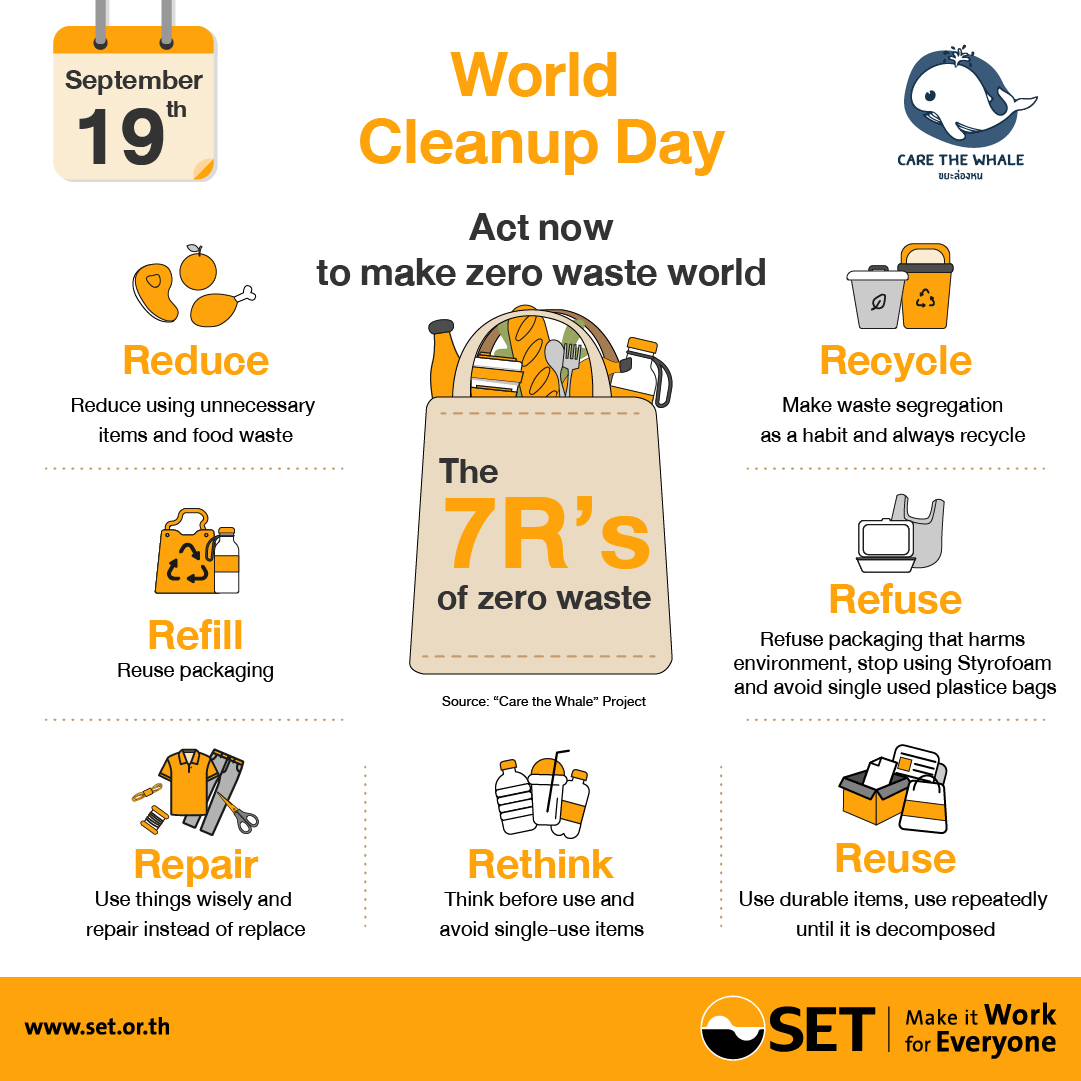 September
19th
World
Cleanup Day
CARE THE WHALE
ขยะล่องหน
Act now
to make zero waste world
Reduce
Reduce using unnecessary
items and food waste
Recycle
Make waste segregation
as a habit and always recycle
The
7R's
of zero waste
Refill
Reuse packaging
Refuse
Refuse packaging that harms
environment, stop using Styrofoam
and avoid single used plastice bags
Source: “Care the Whale” Project
Repair
Use things wisely and
repair instead of replace
Rethink
Think before use and
avoid single-use items
Reuse
Use durable items, use repeatedly
until it is decomposed
www.set.or.th
SET
Make it Work
for Everyone